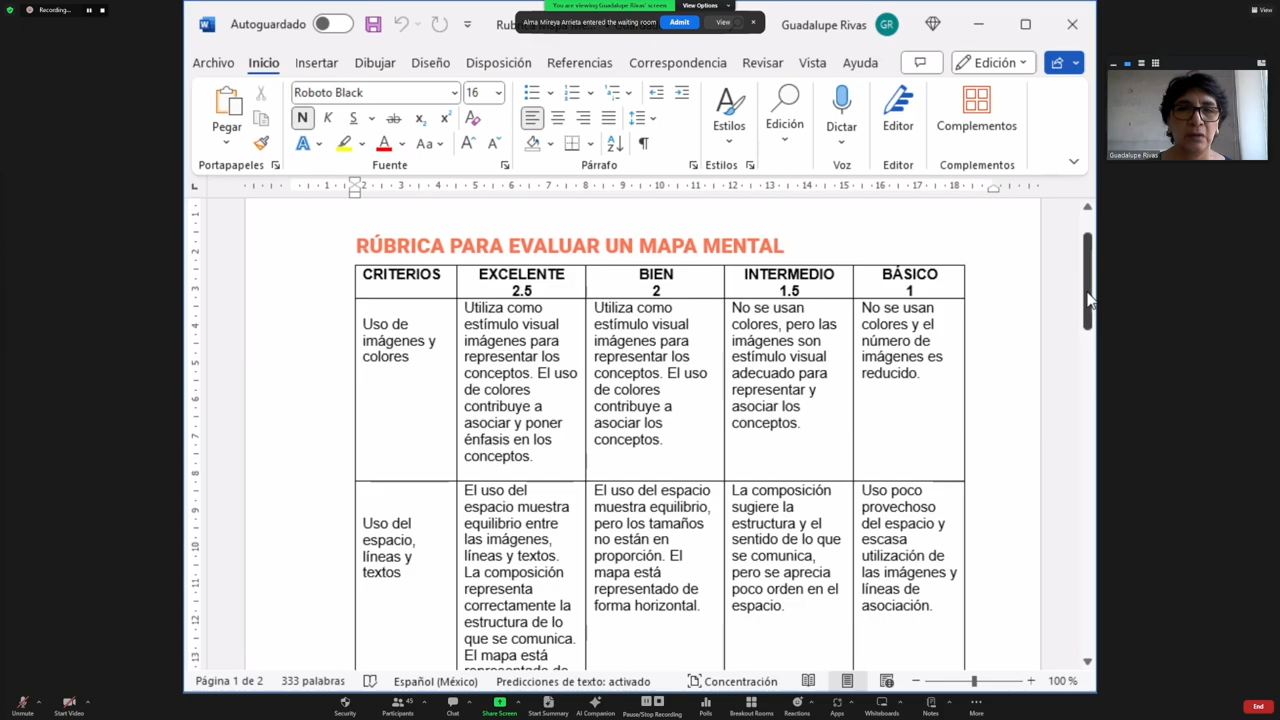 Recording...
You are viewing Guadalupe Rivas' screen
View Options
View
Autoguardado
Alma Mireya Arrieta entered the waiting room
Admit
View
Guadalupe Rivas
GR
Archivo
Inicio
Insertar
Dibujar
Diseño
Disposición
Referencias
Correspondencia
Revisar
Vista
Ayuda
Edición
Roboto Black
16
Pegar
Estilos
Edición
Dictar
Editor
Complementos
Portapapeles
Fuente
Párrafo
Estilos
Voz
Editor
Complementos
Guadalupe Rivas
RÚBRICA PARA EVALUAR UN MAPA MENTAL
CRITERIOS
EXCELENTE
2.5
BIEN
2
INTERMEDIO
1.5
BÁSICO
1
Uso de
imágenes y
colores
Utiliza como
estímulo visual
imágenes para
representar los
conceptos. El uso
de colores
contribuye a
asociar y poner
énfasis en los
conceptos.
Utiliza como
estímulo visual
imágenes para
representar los
conceptos. El uso
de colores
contribuye a
asociar los
conceptos.
No se usan
colores, pero las
imágenes son
estímulo visual
adecuado para
representar y
asociar los
conceptos.
No se usan
colores y el
número de
imágenes es
reducido.
Uso del
espacio,
líneas y
textos
El uso del
espacio muestra
equilibrio entre
las imágenes,
líneas y textos.
La composición
representa
correctamente la
estructura de lo
que se comunica.
El mapa está
El uso del espacio
muestra equilibrio,
pero los tamaños
no están en
proporción. El
mapa está
representado de
forma horizontal.
La composición
sugiere la
estructura y el
sentido de lo que
se comunica,
pero se aprecia
poco orden en el
espacio.
Uso poco
provechoso
del espacio y
escasa
utilización de
las imágenes y
líneas de
asociación.
Página 1 de 2
333 palabras
Español (México)
Predicciones de texto: activado
Concentración
100 %
Unmute
Start Video
Security
Participants
45
Chat
Share Screen
Start Summary
AI Companion
Pause/Stop Recording
Polls
Breakout Rooms
Reactions
Apps
Whiteboards
Notes
More
End